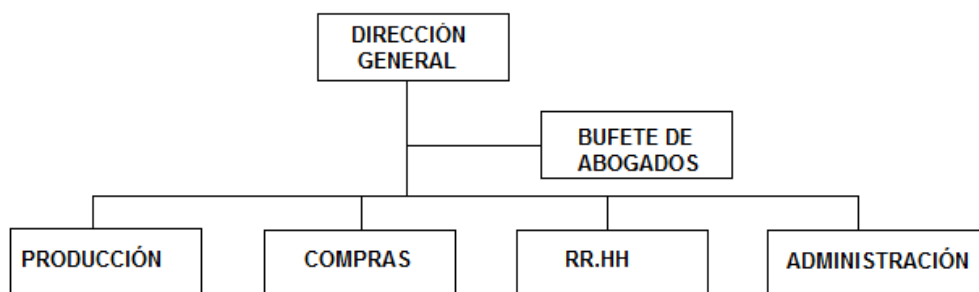 DIRECCIÓN
GENERAL
BUFETE DE
ABOGADOS
PRODUCCIÓN
COMPRAS
RR.HH
ADMINISTRACIÓN